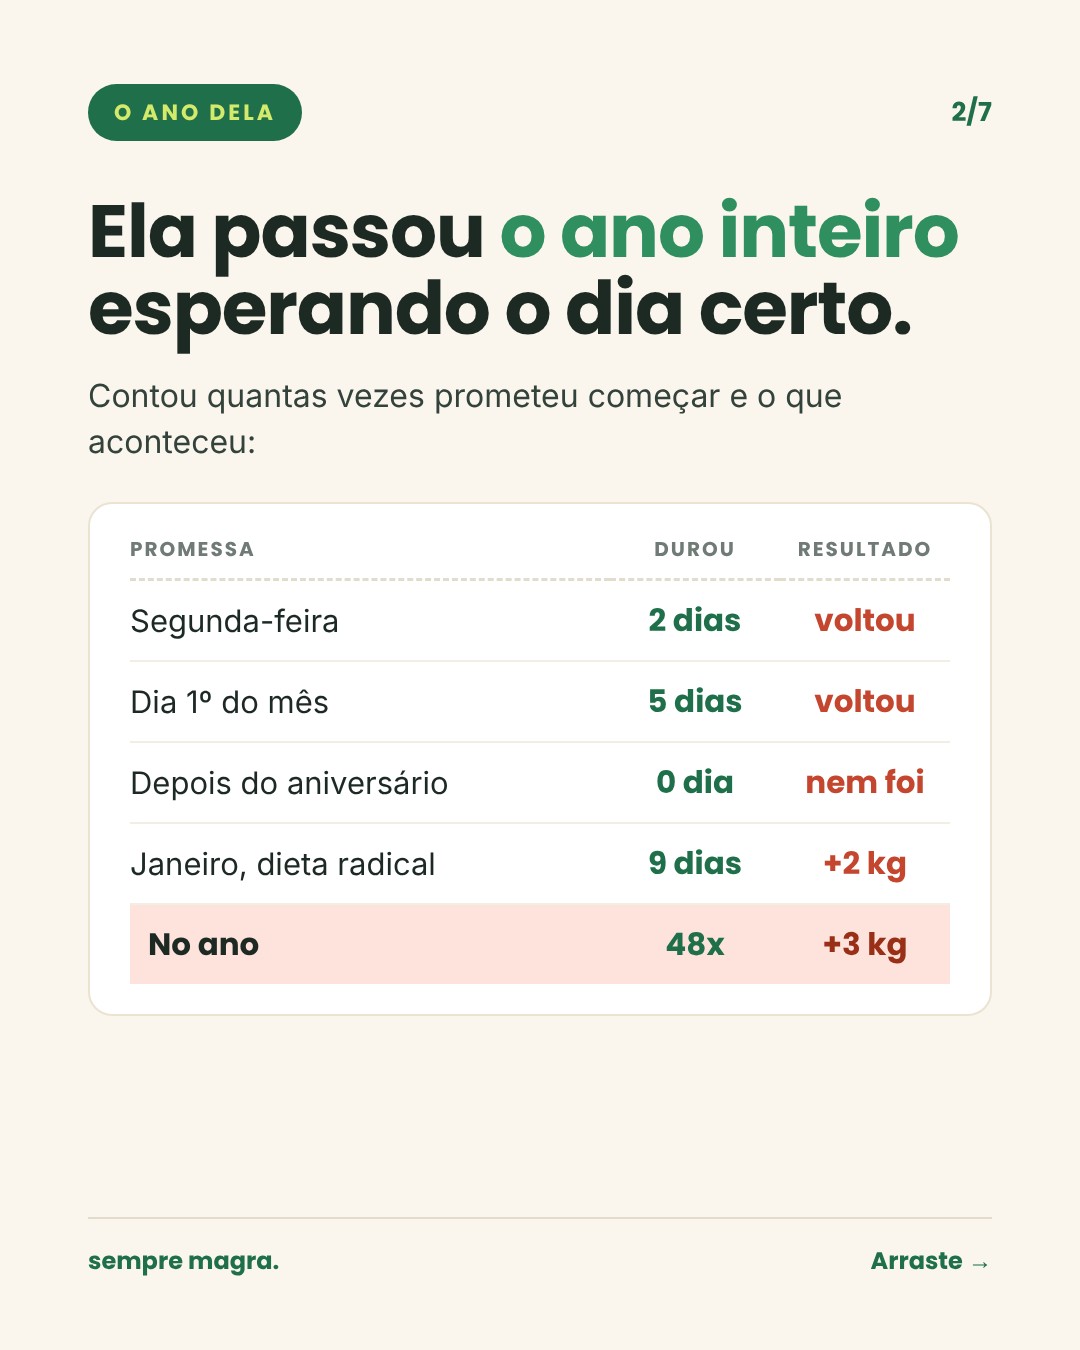 O ANO DELA
2/7
Ela passou o ano inteiro
esperando o dia certo.
Contou quantas vezes prometeu começar e o que
aconteceu:
PROMESSA DUROU RESULTADO
Segunda-feira 2 dias voltou
Dia 1º do mês 5 dias voltou
Depois do aniversário 0 dia nem foi
Janeiro, dieta radical 9 dias +2 kg
No ano 48x +3 kg
sempre magra.
Arraste →